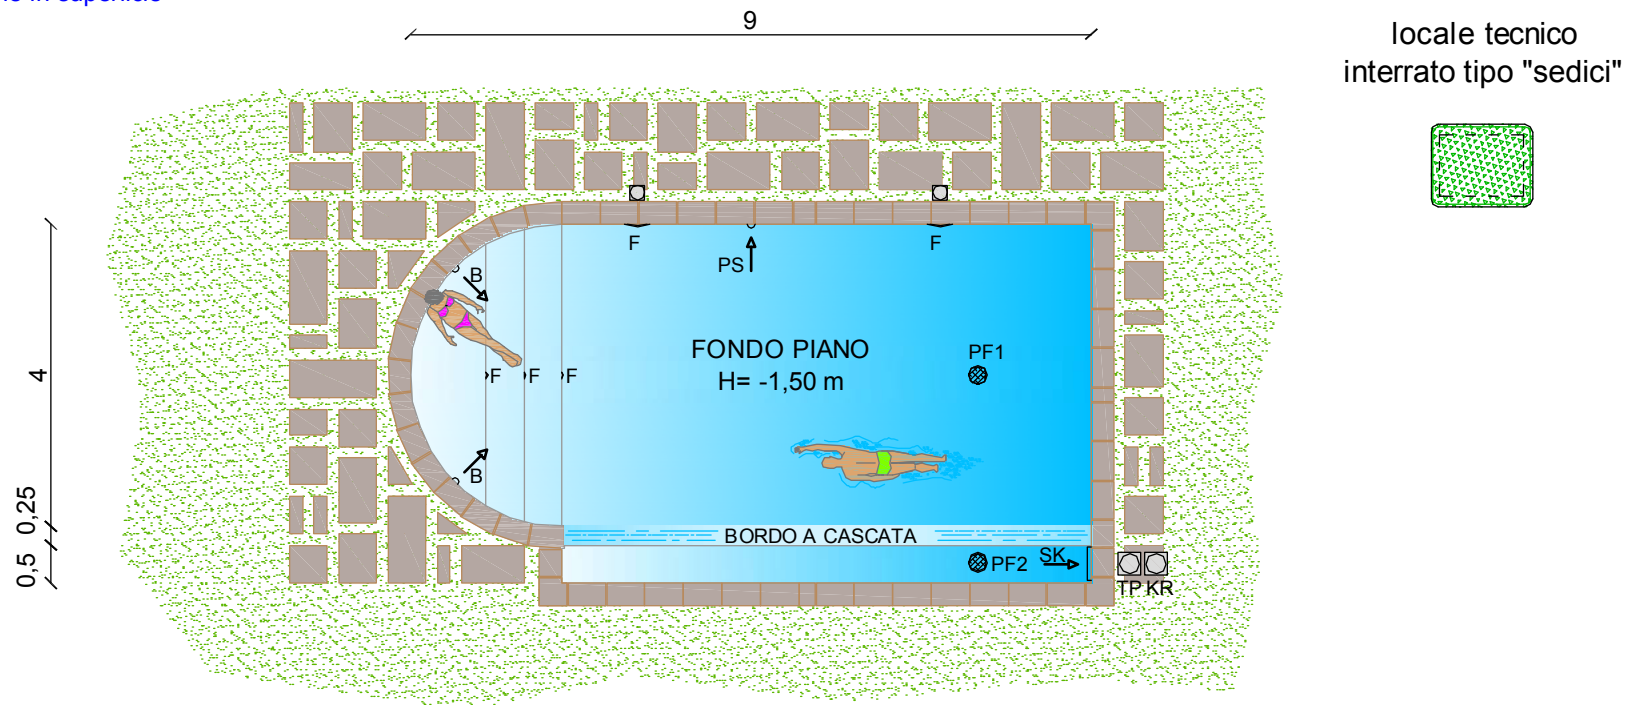 9
locale tecnico
interrato tipo "sedici"
F
F
PS
B
FONDO PIANO
H= -1,50 m
PF1
4
F
F
F
B
0,25
BORDO A CASCATA
0,5
PF2
SK
TP
KR